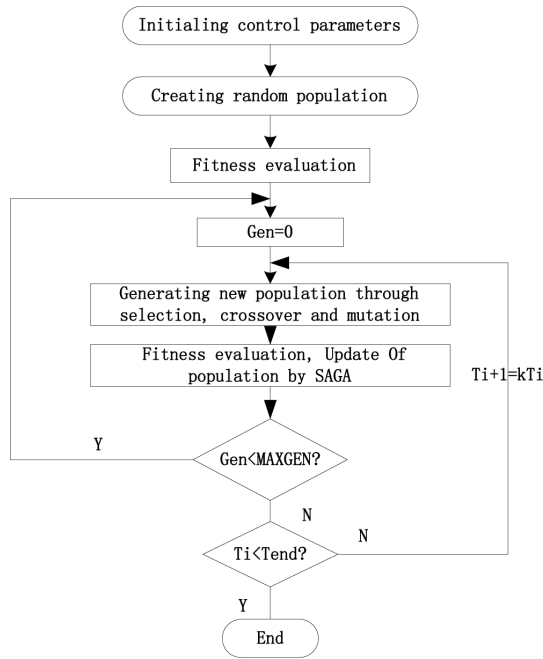 Initialing control parameters
Creating random population
Fitness evaluation
Gen=0
Generating new population through
selection, crossover and mutation
Fitness evaluation, Update Of
population by SAGA
Ti+1=kTi
Y
Gen<MAXGEN?
N
Ti<Tend?
N
Y
End